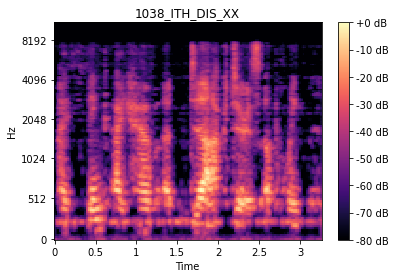 1038_ITH_DIS_XX
+0 dB
8192
-10 dB
4096
-20 dB
-30 dB
2048
Hz
-40 dB
1024
-50 dB
512
-60 dB
-70 dB
0
-80 dB
0 0.5 1 1.5 2 2.5 3
Time